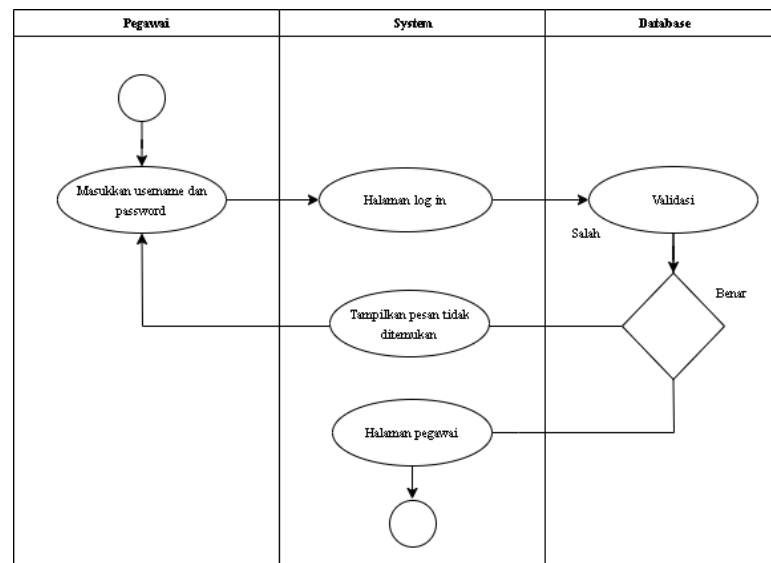 Pegawai
System
Database
Masukkan username dan
password
Halaman log in
Validasi
Salah
Benar
Tampilkan pesan tidak
ditemukan
Halaman pegawai